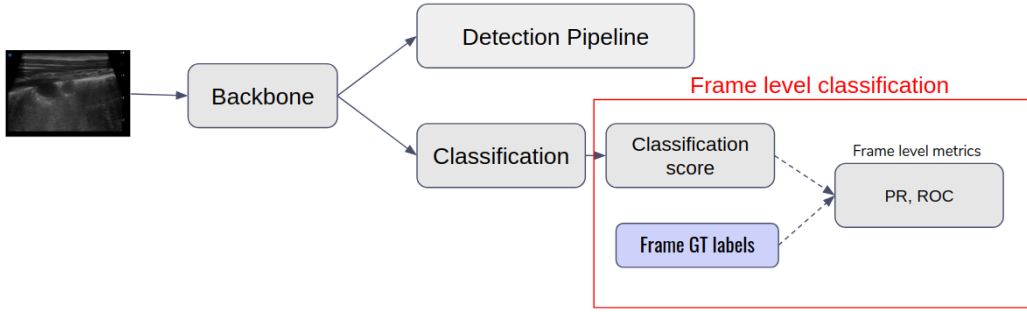 Detection Pipeline
Frame level classification
Backbone
Classification
Classification
score
Frame level metrics
PR, ROC
Frame GT labels